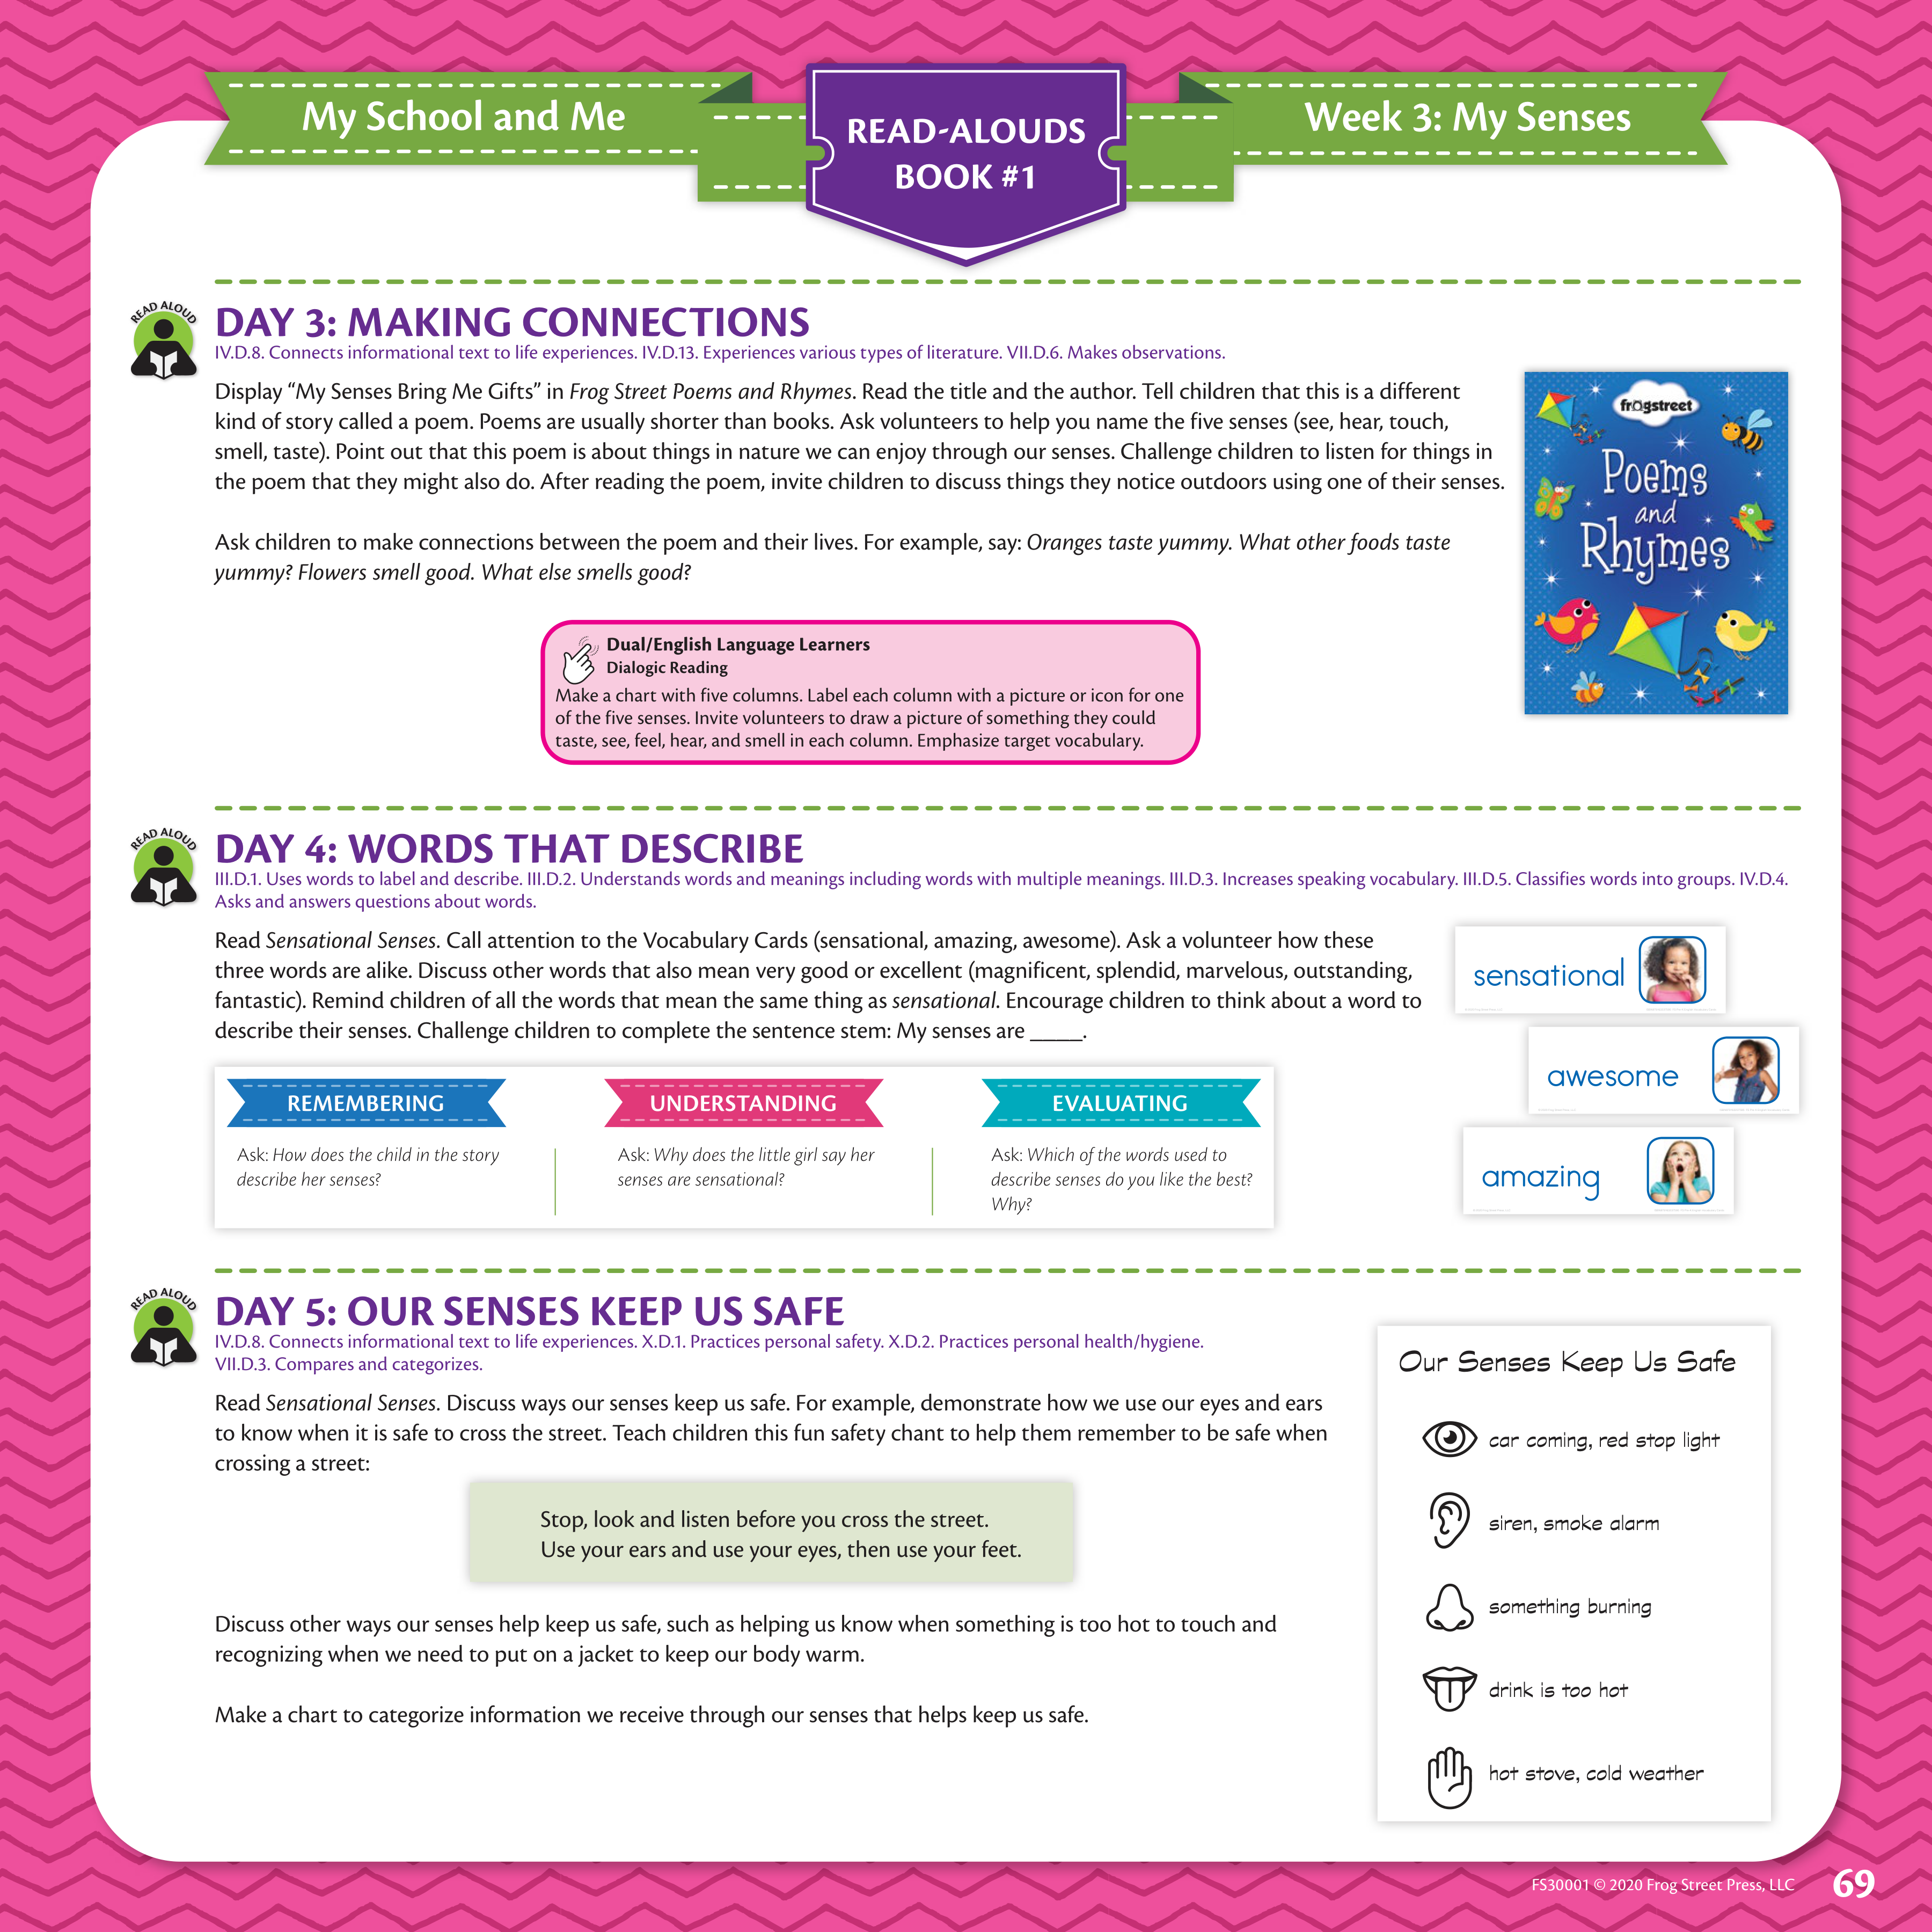 My School and Me
READ-ALOUDS
BOOK #1
Week 3: My Senses
READ ALOUD
DAY 3: MAKING CONNECTIONS
IV.D.8. Connects informational text to life experiences. IV.D.13. Experiences various types of literature. VII.D.6. Makes observations.
Display “My Senses Bring Me Gifts” in Frog Street Poems and Rhymes. Read the title and the author. Tell children that this is a different
kind of story called a poem. Poems are usually shorter than books. Ask volunteers to help you name the five senses (see, hear, touch,
smell, taste). Point out that this poem is about things in nature we can enjoy through our senses. Challenge children to listen for things in
the poem that they might also do. After reading the poem, invite children to discuss things they notice outdoors using one of their senses.
Ask children to make connections between the poem and their lives. For example, say: Oranges taste yummy. What other foods taste
yummy? Flowers smell good. What else smells good?
frogstreet
Poems
and
Rhymes
Dual/English Language Learners
Dialogic Reading
Make a chart with five columns. Label each column with a picture or icon for one
of the five senses. Invite volunteers to draw a picture of something they could
taste, see, feel, hear, and smell in each column. Emphasize target vocabulary.
READ ALOUD
DAY 4: WORDS THAT DESCRIBE
III.D.1. Uses words to label and describe. III.D.2. Understands words and meanings including words with multiple meanings. III.D.3. Increases speaking vocabulary. III.D.5. Classifies words into groups. IV.D.4.
Asks and answers questions about words.
Read Sensational Senses. Call attention to the Vocabulary Cards (sensational, amazing, awesome). Ask a volunteer how these
three words are alike. Discuss other words that also mean very good or excellent (magnificent, splendid, marvelous, outstanding,
fantastic). Remind children of all the words that mean the same thing as sensational. Encourage children to think about a word to
describe their senses. Challenge children to complete the sentence stem: My senses are _____.
sensational
awesome
amazing
REMEMBERING
Ask: How does the child in the story
describe her senses?
UNDERSTANDING
Ask: Why does the little girl say her
senses are sensational?
EVALUATING
Ask: Which of the words used to
describe senses do you like the best?
Why?
READ ALOUD
DAY 5: OUR SENSES KEEP US SAFE
IV.D.8. Connects informational text to life experiences. X.D.1. Practices personal safety. X.D.2. Practices personal health/hygiene.
VII.D.3. Compares and categorizes.
Read Sensational Senses. Discuss ways our senses keep us safe. For example, demonstrate how we use our eyes and ears
to know when it is safe to cross the street. Teach children this fun safety chant to help them remember to be safe when
crossing a street:
Stop, look and listen before you cross the street.
Use your ears and use your eyes, then use your feet.
Discuss other ways our senses help keep us safe, such as helping us know when something is too hot to touch and
recognizing when we need to put on a jacket to keep our body warm.
Make a chart to categorize information we receive through our senses that helps keep us safe.
Our Senses Keep Us Safe
car coming, red stop light
siren, smoke alarm
something burning
drink is too hot
hot stove, cold weather
FS30001 © 2020 Frog Street Press, LLC
69